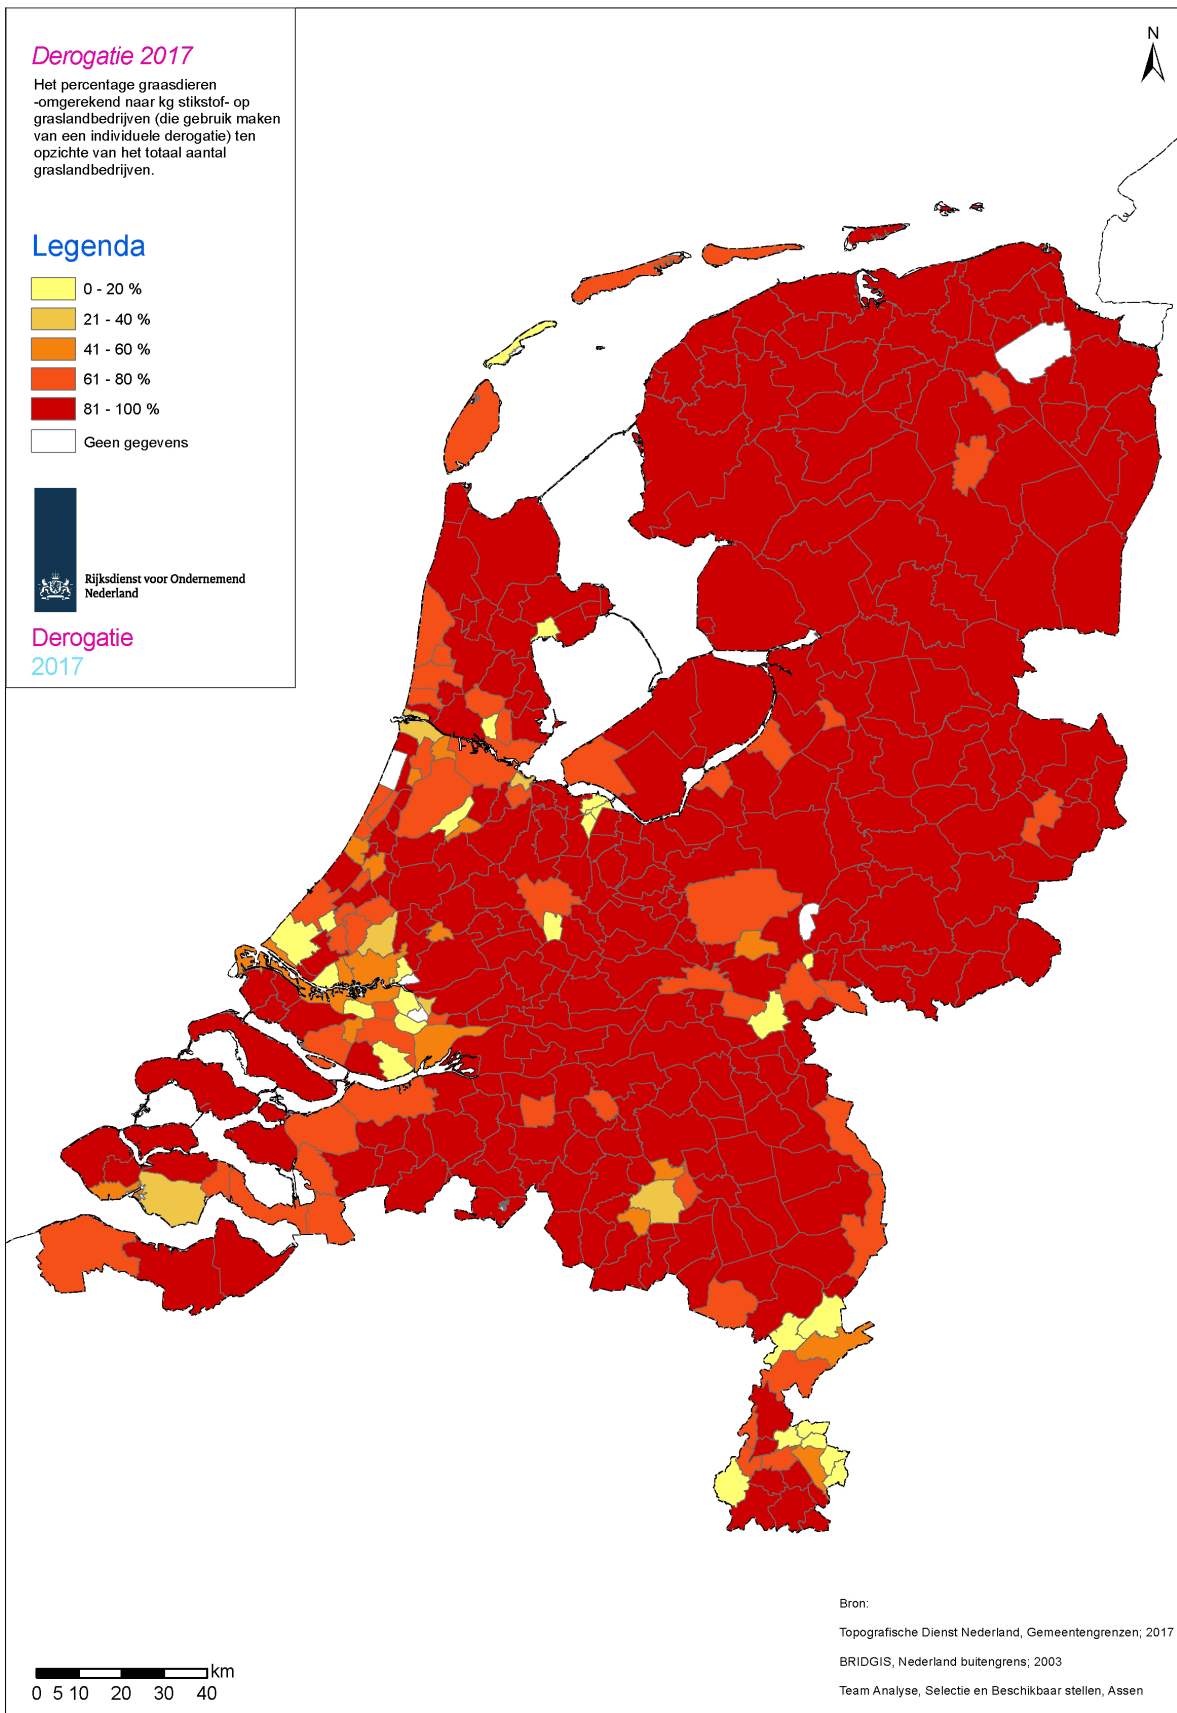 Derogatie 2017
Het percentage graasdieren
-omgerekend naar kg stikstof- op
graslandbedrijven (die gebruik maken
van een individuele derogatie) ten
opzichte van het totaal aantal
graslandbedrijven.
N
Legenda
0 - 20 %
21 - 40 %
41 - 60 %
61 - 80 %
81 - 100 %
Geen gegevens
Rijksdienst voor Ondernemend
Nederland
Derogatie
2017
Bron:
Topografische Dienst Nederland, Gemeentengrenzen; 2017
BRIDGIS, Nederland buitengrens; 2003
Team Analyse, Selectie en Beschikbaar stellen, Assen
km
0 5 10 20 30 40